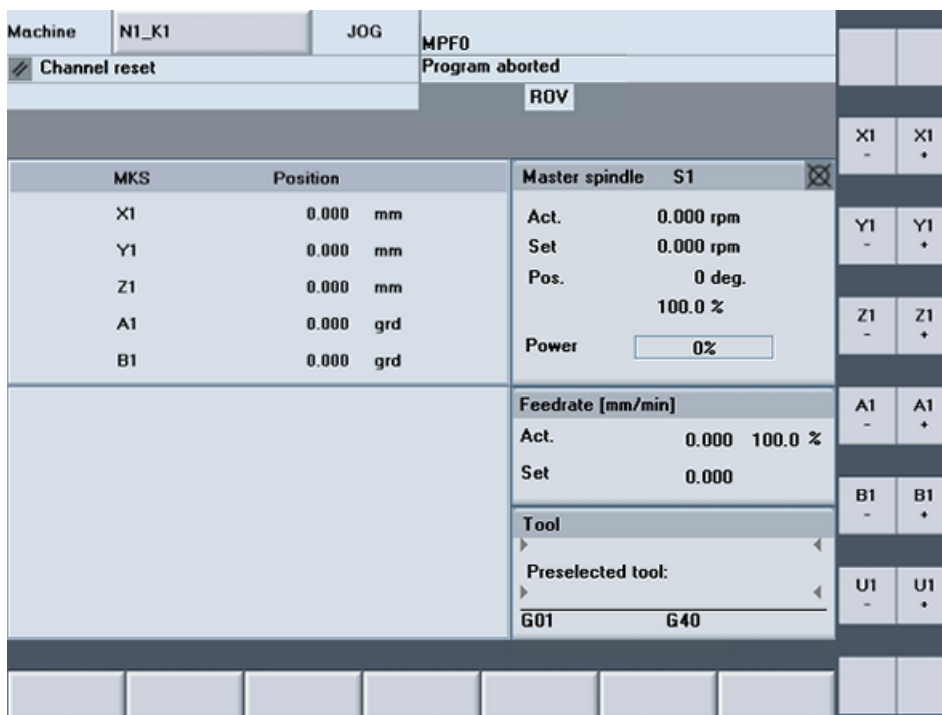 Machine N1_K1 JOG MPF0
Channel reset Program aborted
ROV
MKS Position
X1 0.000 mm
Y1 0.000 mm
Z1 0.000 mm
A1 0.000 grd
B1 0.000 grd
Master spindle S1
Act. 0.000 rpm
Set 0.000 rpm
Pos. 0 deg.
100.0 %
Power 0%
Feedrate [mm/min]
Act. 0.000 100.0 %
Set 0.000
Tool
Preselected tool:
G01 G40
X1 - X1 +
Y1 - Y1 +
Z1 - Z1 +
A1 - A1 +
B1 - B1 +
U1 - U1 +